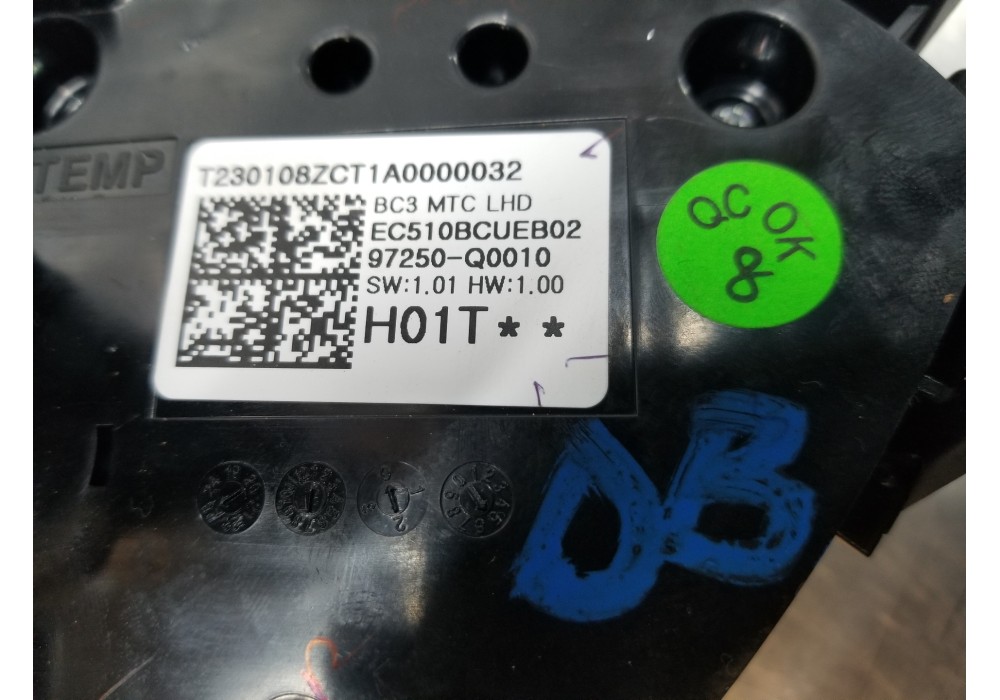 TEMP
T230108ZCT1A0000032
BC3 MTC LHD
EC510BCUEB02
97250-Q0010
SW:1.01 HW:1.00
H01T**
QC OK
8
DB